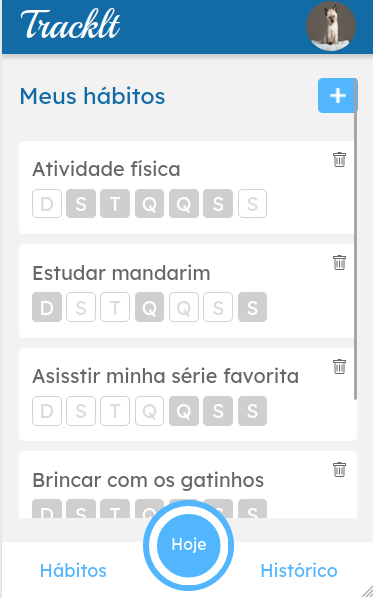 TrackIt
Meus hábitos
+
Atividade física
D S T Q Q S S
Estudar mandarim
D S T Q Q S S
Asisstir minha série favorita
D S T Q Q S S
Brincar com os gatinhos
D S T Q S S
Hoje
Hábitos
Histórico